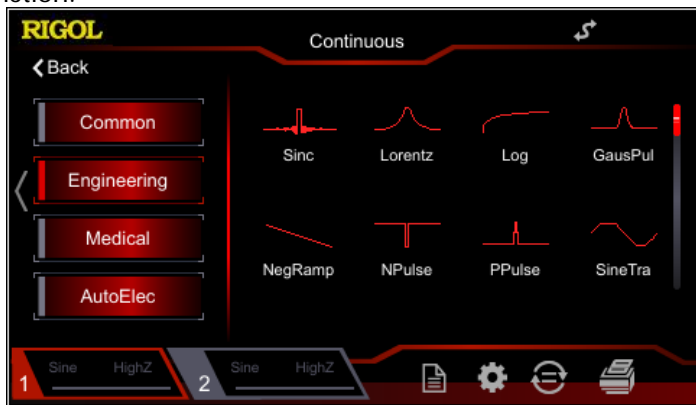 RIGOL
Continuous
Back
Common
Engineering
Medical
AutoElec
Sinc Lorentz Log GausPul
NegRamp NPulse PPulse SineTra
1 Sine HighZ 2 Sine HighZ